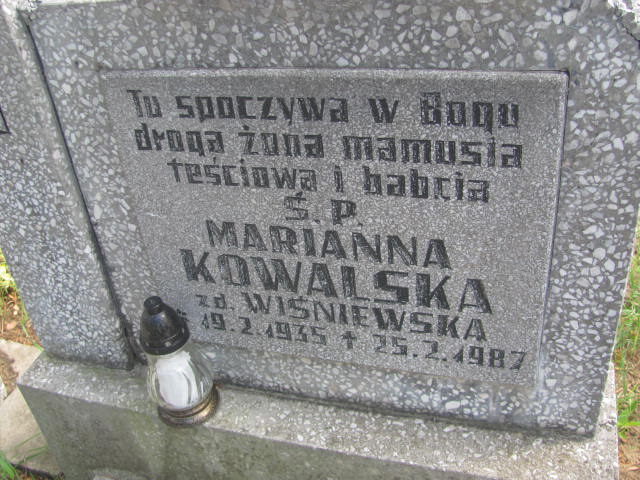 Tu spoczywa w Bogu
droga żona mamusia
teściowa i babcia
Ś.P.
MARIANNA
KOWALSKA
zd. WIŚNIEWSKA
19.2.1935 † 25.2.1987